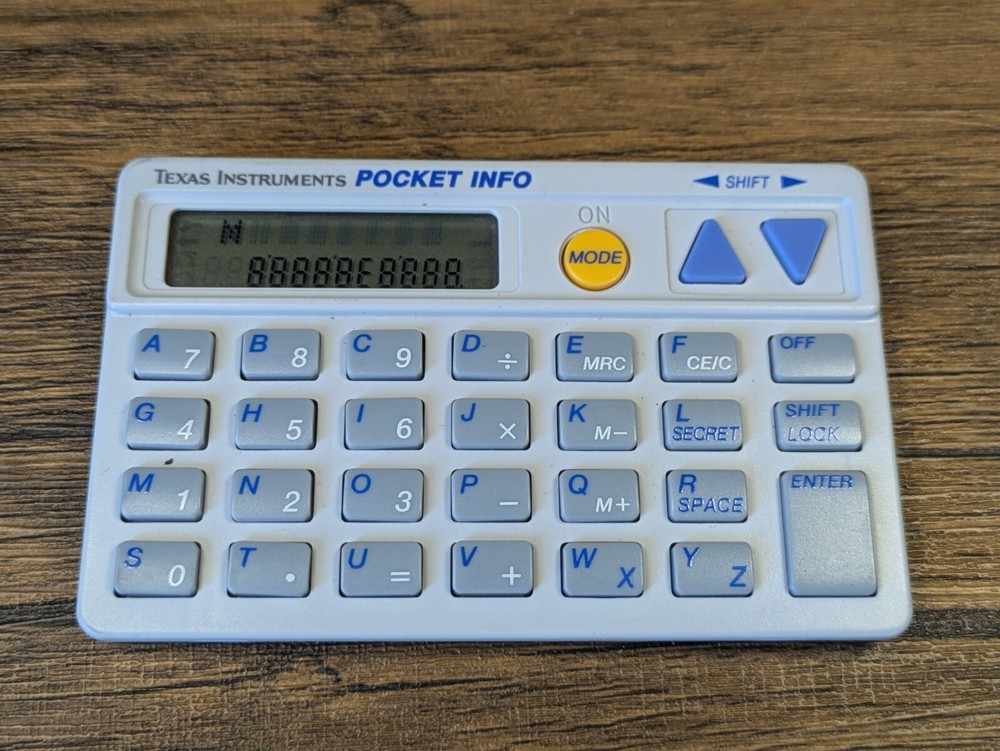 TEXAS INSTRUMENTS POCKET INFO
◄ SHIFT ►
ON
MODE
A 7 B 8 C 9 D ÷ E MRC F CE/C OFF
G 4 H 5 I 6 J × K M− L SECRET SHIFT LOCK
M 1 N 2 O 3 P − Q M+ R SPACE ENTER
S 0 T • U = V + W X Y Z